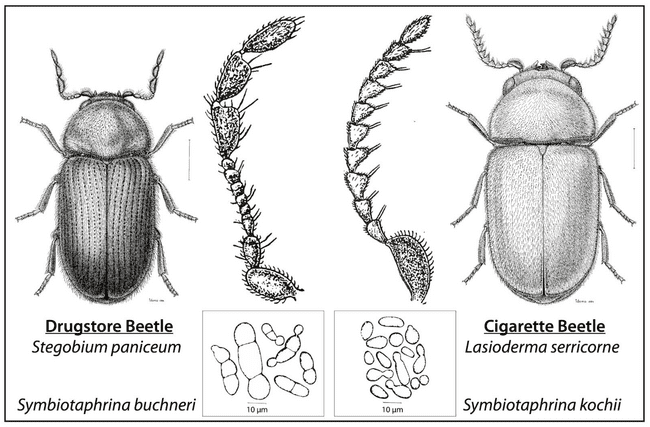 Drugstore Beetle
Stegobium paniceum
Symbiotaphrina buchneri
10 µm
10 µm
Cigarette Beetle
Lasioderma serricorne
Symbiotaphrina kochii